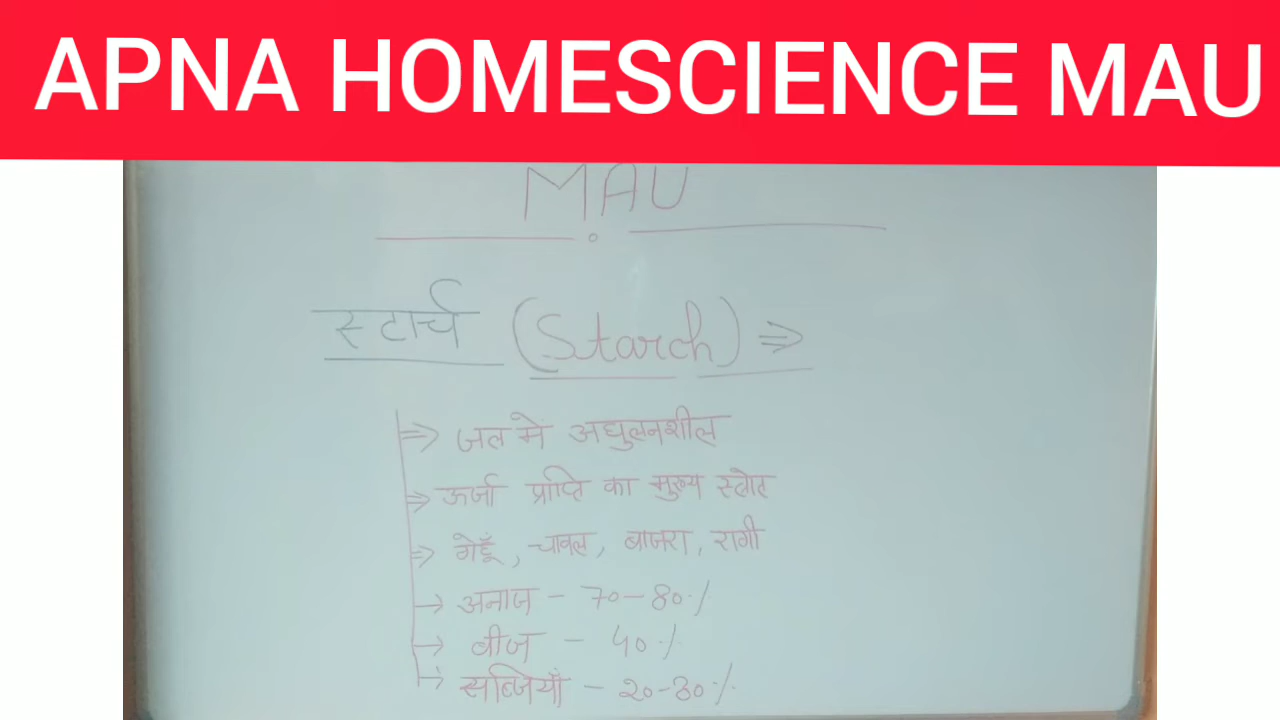 APNA HOMESCIENCE MAU
MAU
स्टार्च (Starch) ⇒
⇒ जल मे अघुलनशील
⇒ ऊर्जा प्राप्ति का मुख्य स्त्रोत
⇒ गेहूँ, चावल, बाजरा, रागी
→ अनाज - 70-80%
→ बीज - 40%
→ सब्जियाँ - 20-30%